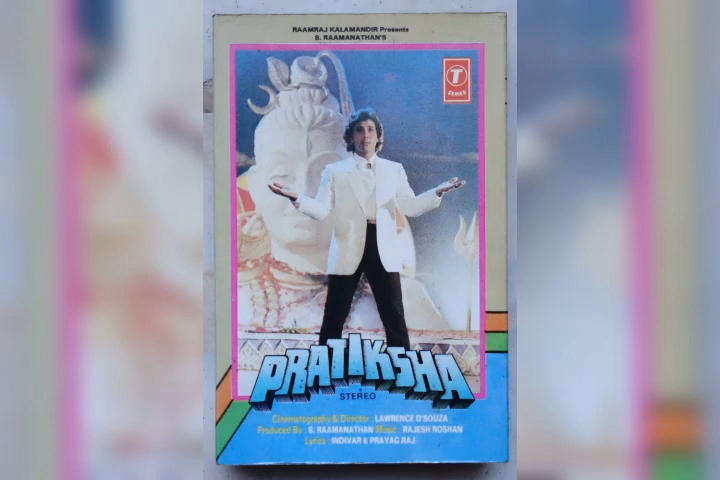 RAAMRAJ KALAMANDIR Presents
S. RAAMANATHAN'S
T
SERIES
PRATIKSHA
STEREO
Cinematography & Director : LAWRENCE D'SOUZA
Produced By : S. RAAMANATHAN Music : RAJESH ROSHAN
Lyrics : INDIVAR & PRAYAG RAJ